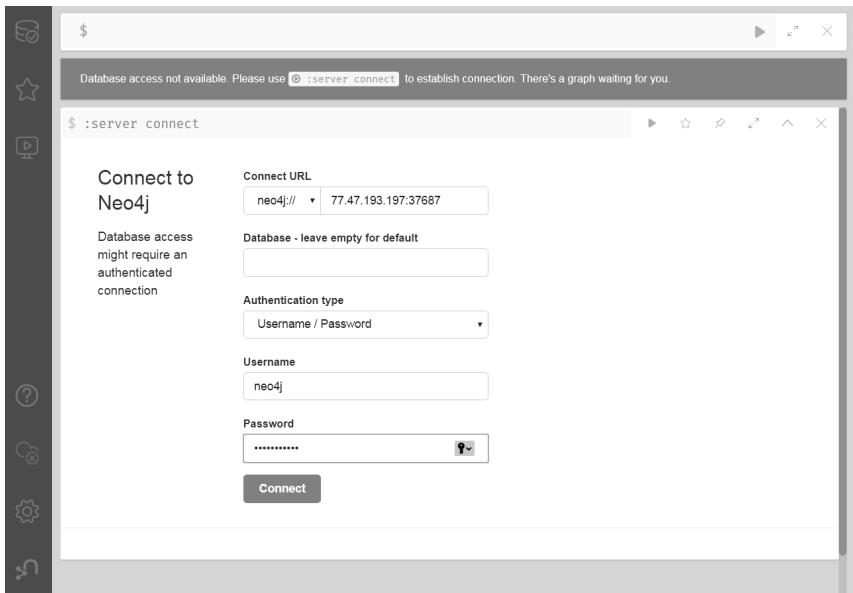 $
Database access not available. Please use :server connect to establish connection. There's a graph waiting for you.
$ :server connect
Connect to
Neo4j
Database access
might require an
authenticated
connection
Connect URL
neo4j:// 77.47.193.197:37687
Database - leave empty for default
Authentication type
Username / Password
Username
neo4j
Password
•••••••••••
Connect